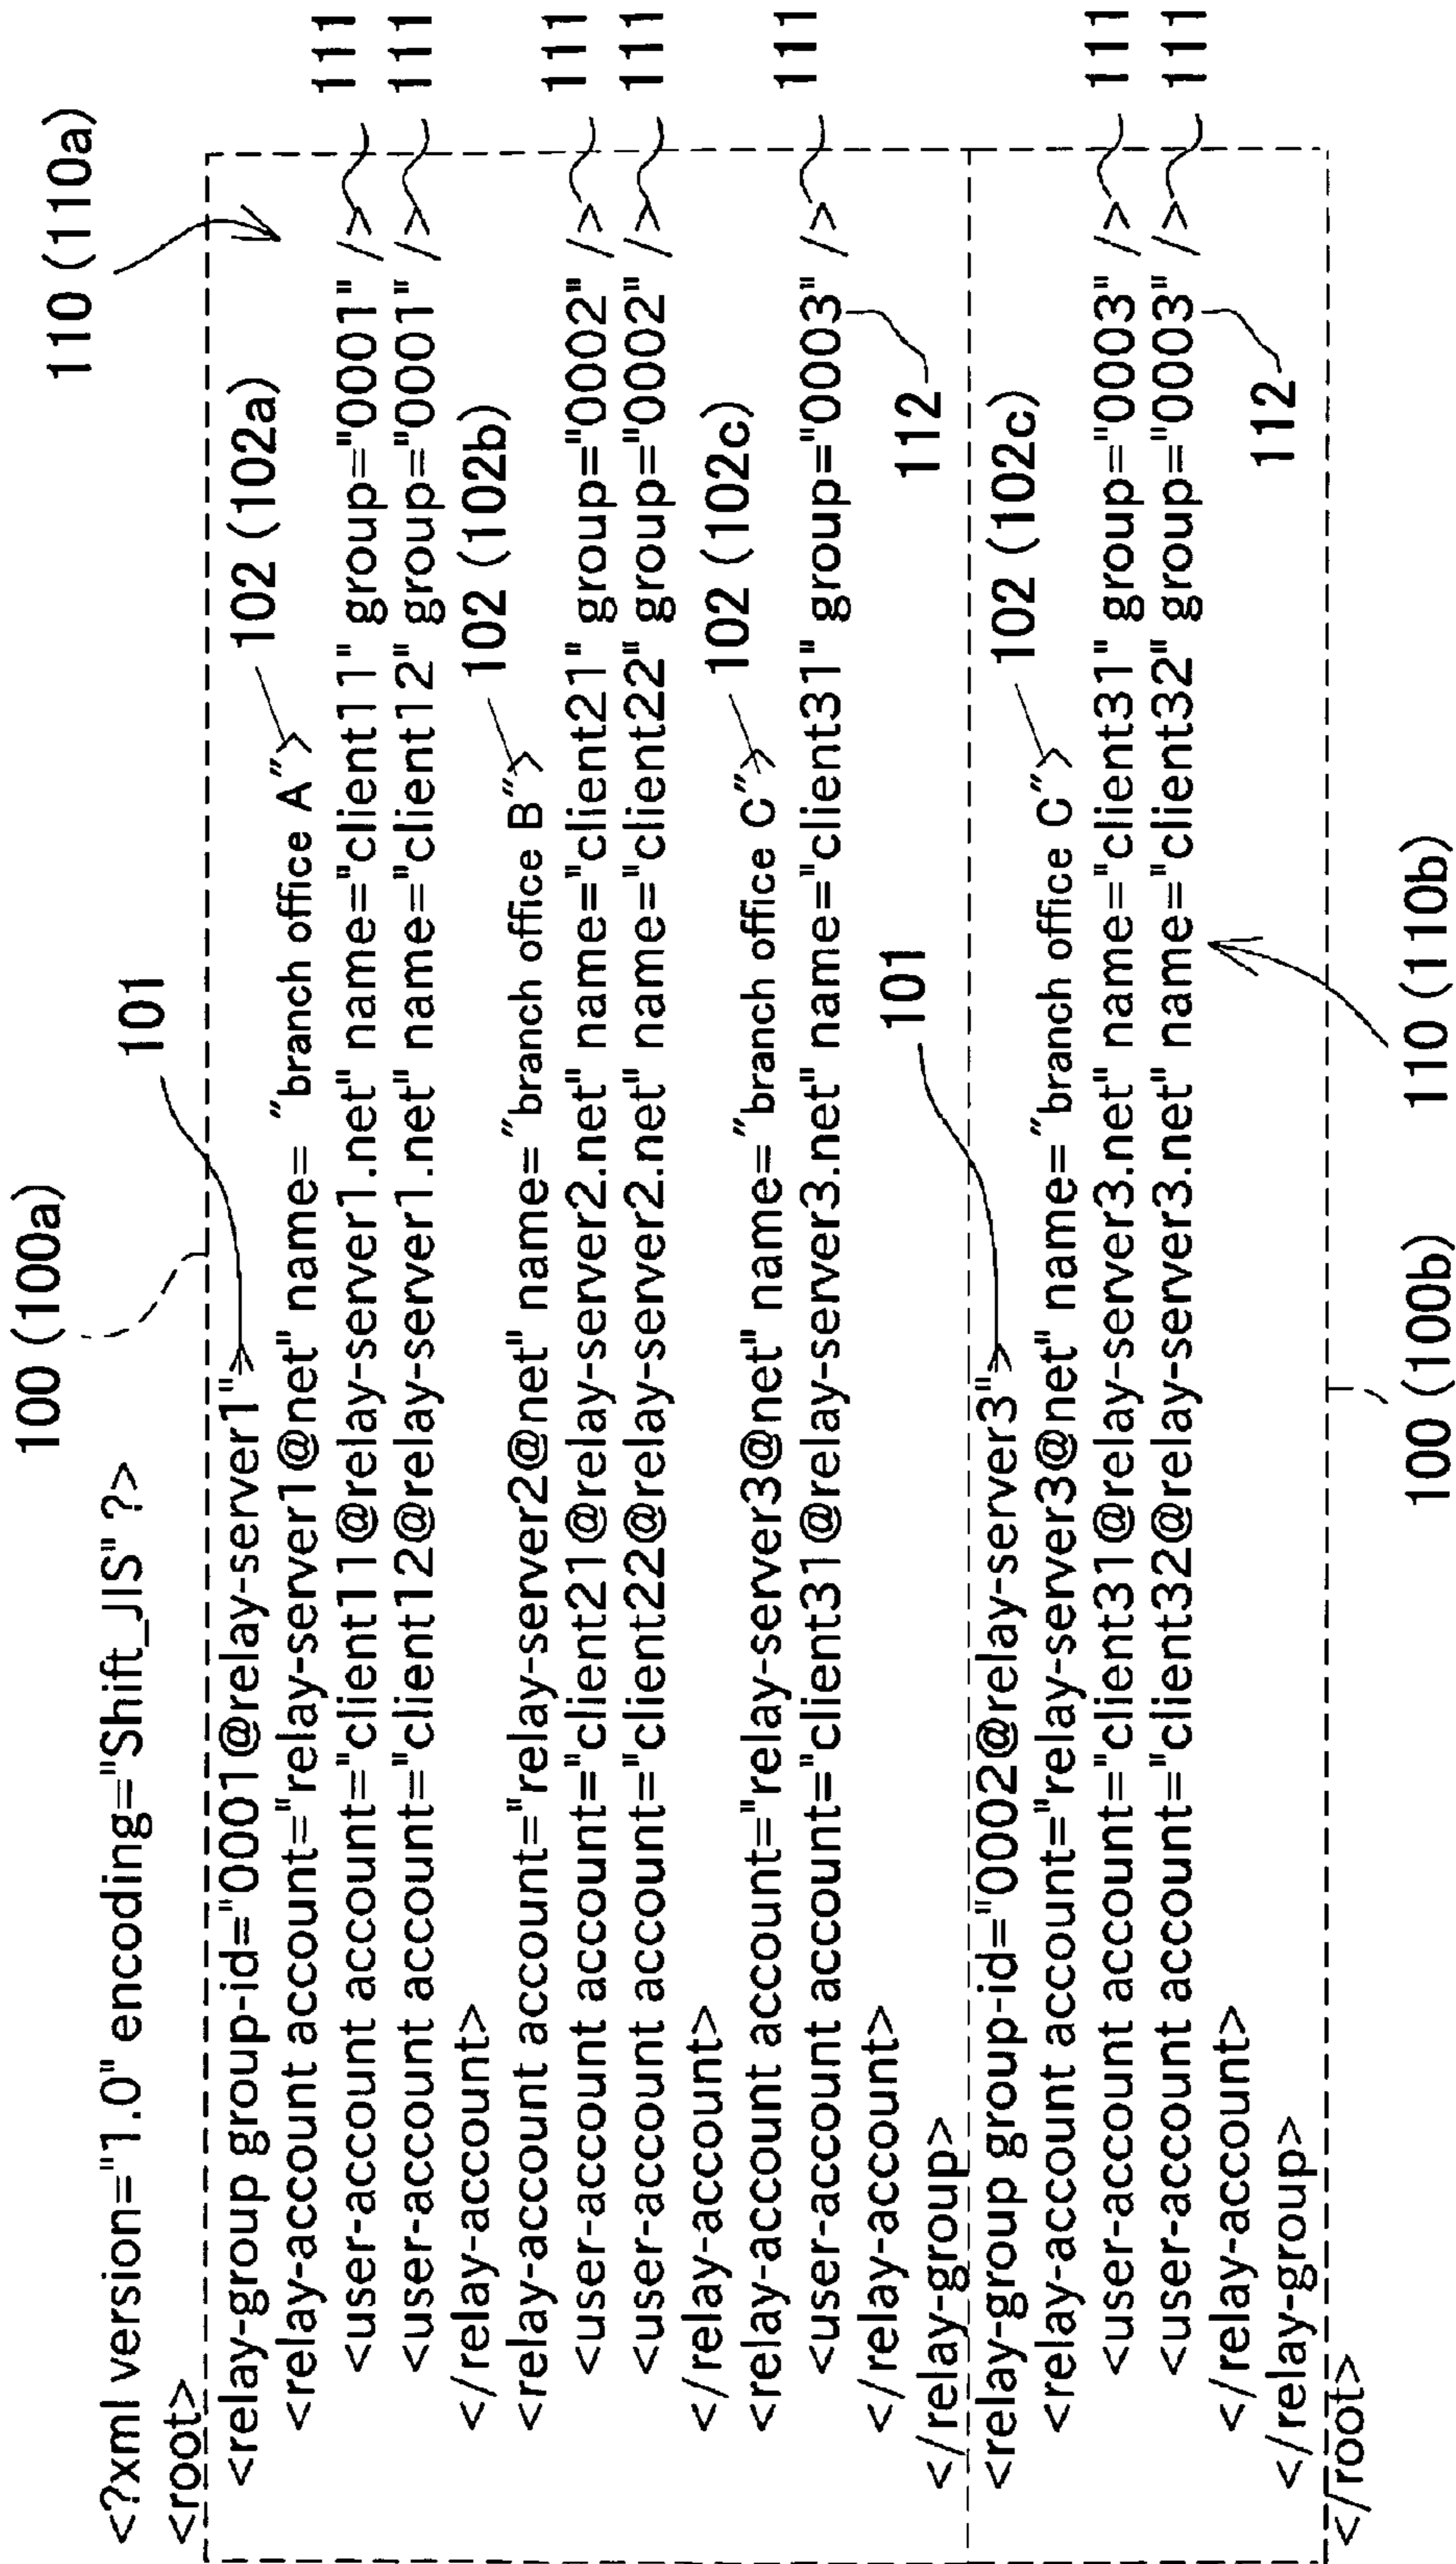 100 (100a)
110 (110a)
<?xml version="1.0" encoding="Shift_JIS" ?>
101
<root>
<relay-group group-id="0001@relay-server1"> 102 (102a)
<relay-account account="relay-server1@net" name="branch office A">
<user-account account="client11@relay-server1.net" name="client11" group="0001" /> 111
<user-account account="client12@relay-server1.net" name="client12" group="0001" /> 111
</relay-account> 102 (102b)
<relay-account account="relay-server2@net" name="branch office B">
<user-account account="client21@relay-server2.net" name="client21" group="0002" /> 111
<user-account account="client22@relay-server2.net" name="client22" group="0002" /> 111
</relay-account> 102 (102c)
<relay-account account="relay-server3@net" name="branch office C">
<user-account account="client31@relay-server3.net" name="client31" group="0003" /> 111
</relay-account> 101 112
</relay-group>
<relay-group group-id="0002@relay-server3"> 102 (102c)
<relay-account account="relay-server3@net" name="branch office C">
<user-account account="client31@relay-server3.net" name="client31" group="0003" /> 111
<user-account account="client32@relay-server3.net" name="client32" group="0003" /> 111
</relay-account>
</relay-group> 112
</root>
100 (100b) 110 (110b)